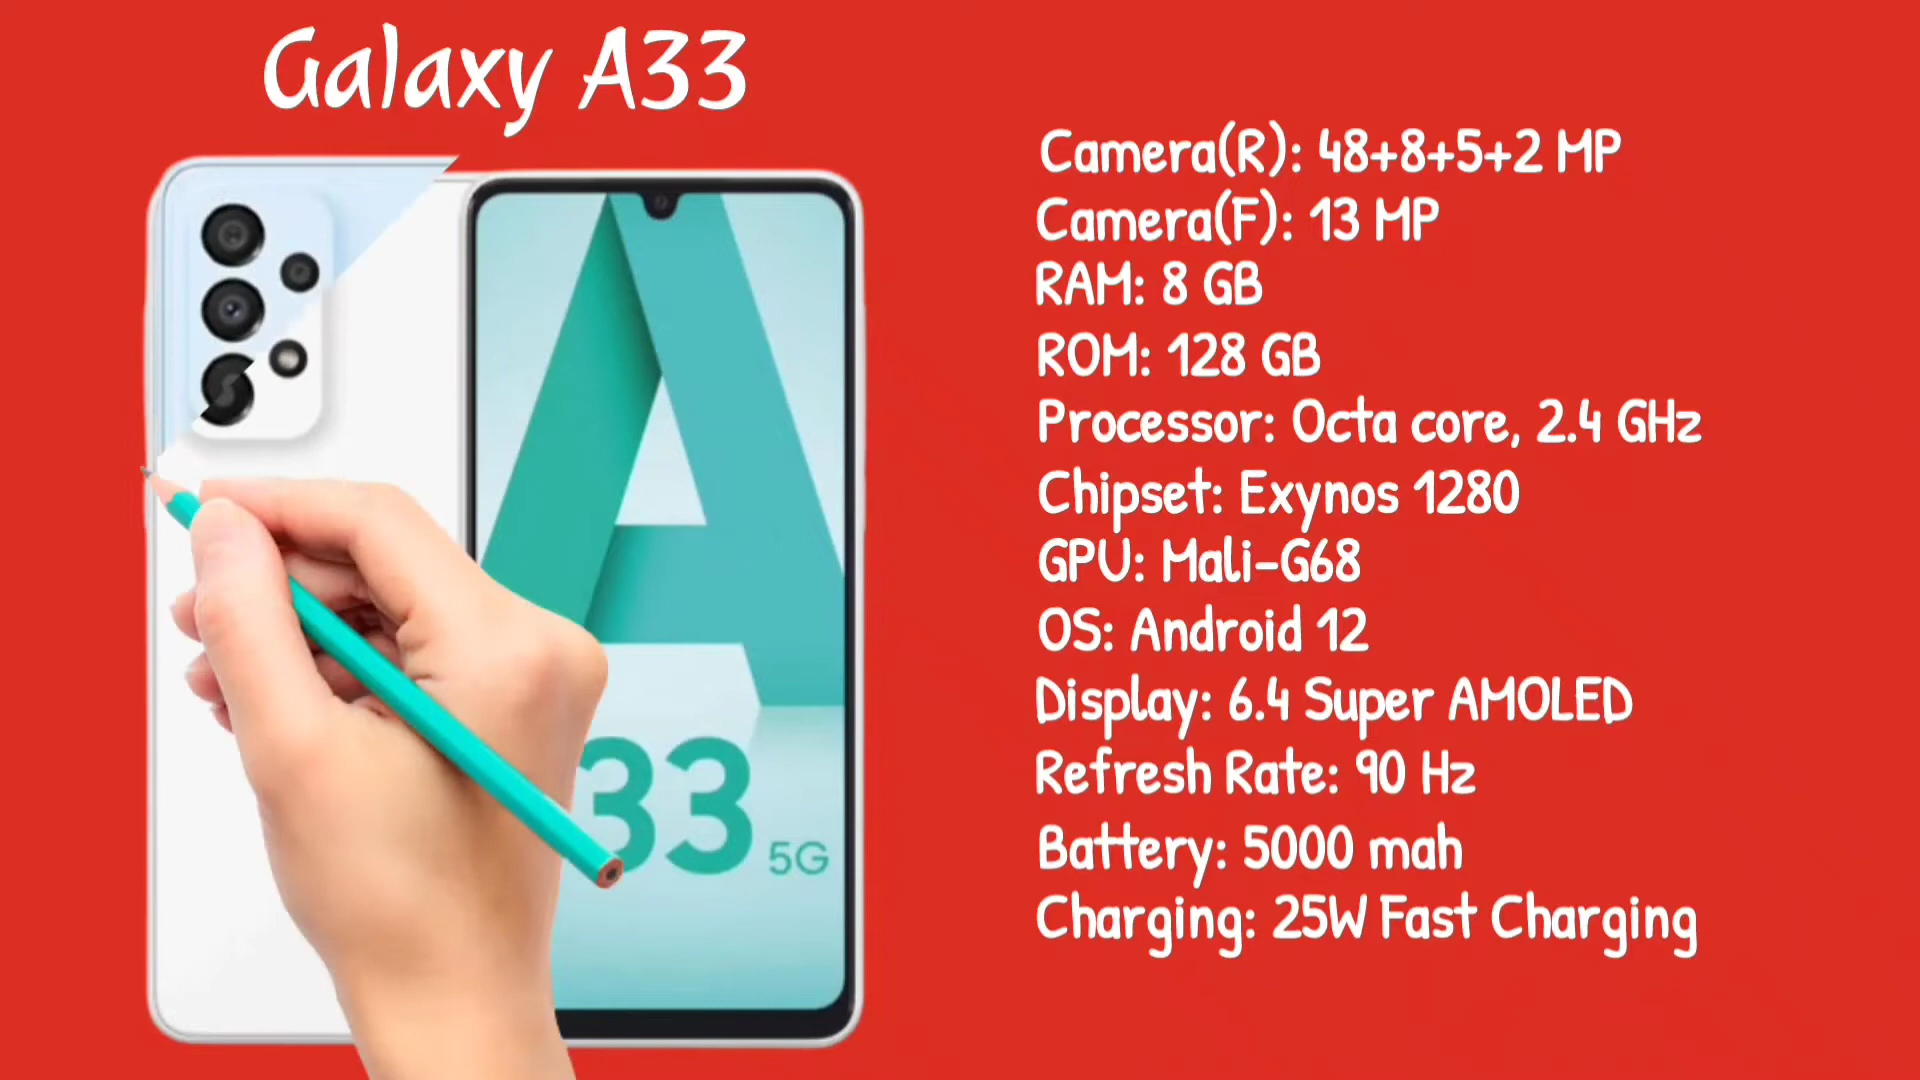 Galaxy A33
Camera(R): 48+8+5+2 MP
Camera(F): 13 MP
RAM: 8 GB
ROM: 128 GB
Processor: Octa core, 2.4 GHz
Chipset: Exynos 1280
GPU: Mali-G68
OS: Android 12
Display: 6.4 Super AMOLED
Refresh Rate: 90 Hz
Battery: 5000 mah
Charging: 25W Fast Charging
A
33 5G